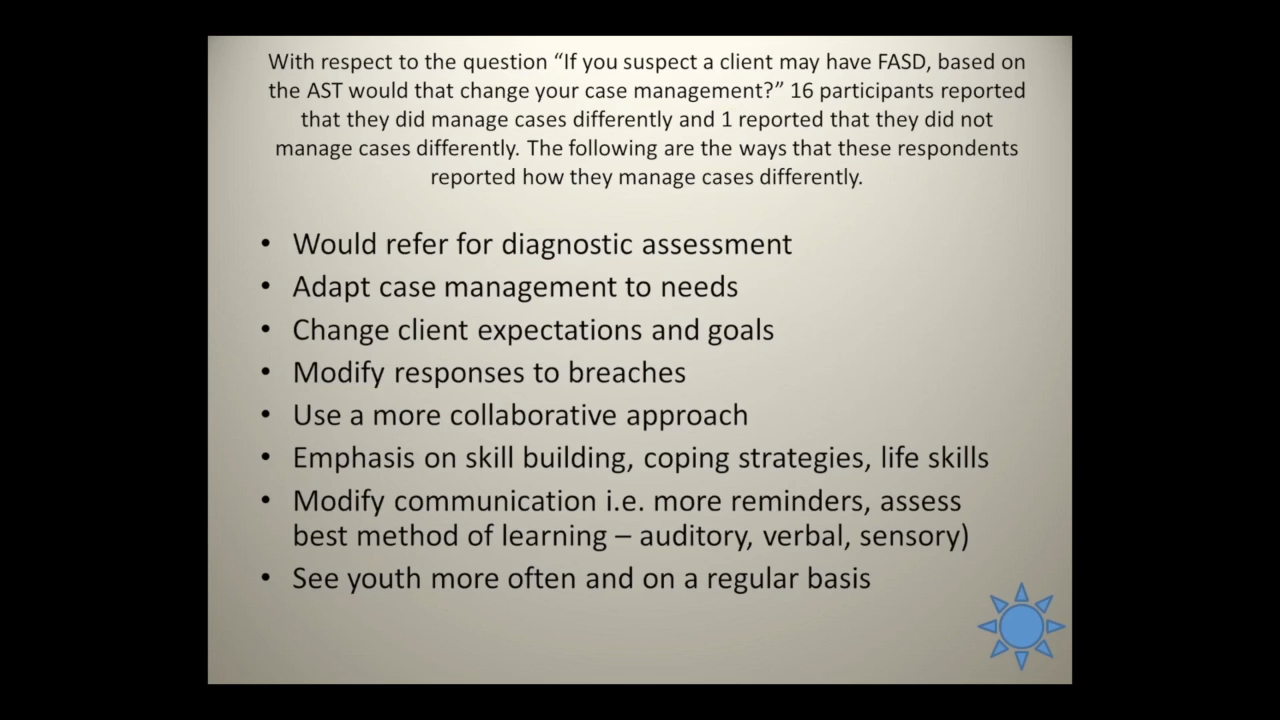 With respect to the question “If you suspect a client may have FASD, based on
the AST would that change your case management?” 16 participants reported
that they did manage cases differently and 1 reported that they did not
manage cases differently. The following are the ways that these respondents
reported how they manage cases differently.
• Would refer for diagnostic assessment
• Adapt case management to needs
• Change client expectations and goals
• Modify responses to breaches
• Use a more collaborative approach
• Emphasis on skill building, coping strategies, life skills
• Modify communication i.e. more reminders, assess
best method of learning – auditory, verbal, sensory)
• See youth more often and on a regular basis